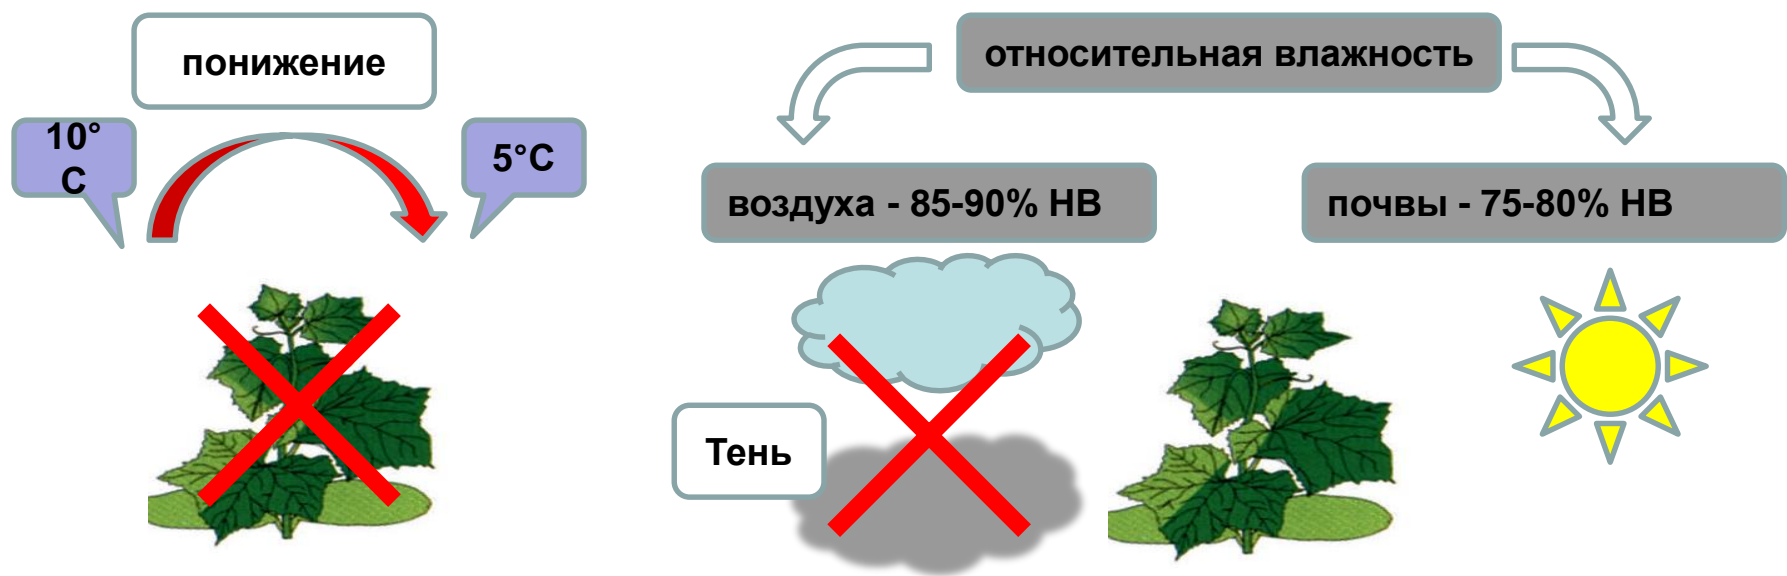 понижение
10°
С
5°С
относительная влажность
воздуха - 85-90% НВ
почвы - 75-80% НВ
Тень